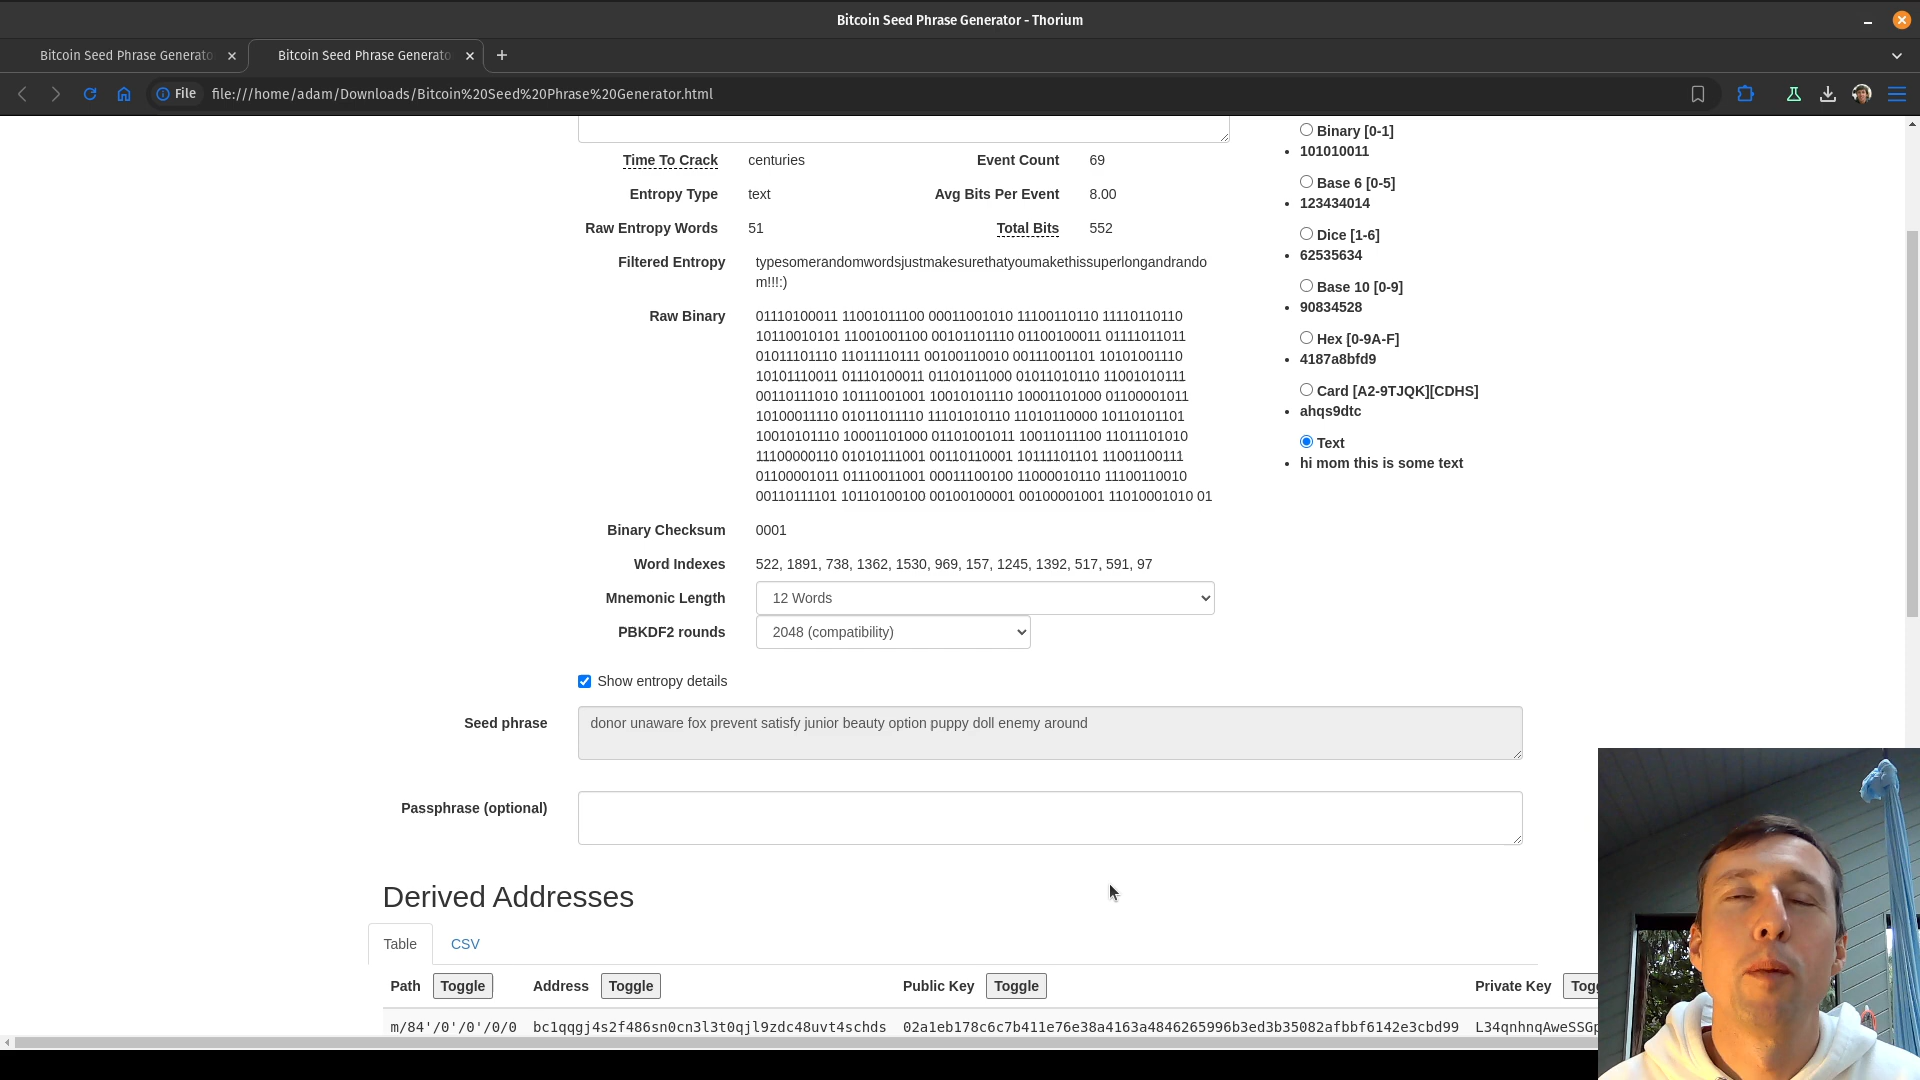 Bitcoin Seed Phrase Generator - Thorium
Bitcoin Seed Phrase Generato
Bitcoin Seed Phrase Generato
File
file:///home/adam/Downloads/Bitcoin%20Seed%20Phrase%20Generator.html
Time To Crack centuries Event Count 69
Entropy Type text Avg Bits Per Event 8.00
Raw Entropy Words 51 Total Bits 552
Filtered Entropy typesomerandomwordsjustmakesurethatyoumakethissuperlongandrando
m!!!:)
Raw Binary 01110100011 11001011100 00011001010 11100110110 11110110110
10110010101 11001001100 00101101110 01100100011 01111011011
01011101110 11011110111 00100110010 00111001101 10101001110
10101110011 01110100011 01101011000 01011010110 11001010111
00110111010 10111001001 10010101110 10001101000 01100001011
10100011110 01011011110 11101010110 11010110000 10110101101
10010101110 10001101000 01101001011 10011011100 11011101010
11100000110 01010111001 00110110001 10111101101 11001100111
01100001011 01110011001 00011100100 11000010110 11100110010
00110111101 10110100100 00100100001 00100001001 11010001010 01
Binary Checksum 0001
Word Indexes 522, 1891, 738, 1362, 1530, 969, 157, 1245, 1392, 517, 591, 97
Mnemonic Length 12 Words
PBKDF2 rounds 2048 (compatibility)
Show entropy details
Seed phrase donor unaware fox prevent satisfy junior beauty option puppy doll enemy around
Passphrase (optional)
Binary [0-1]
101010011
Base 6 [0-5]
123434014
Dice [1-6]
62535634
Base 10 [0-9]
90834528
Hex [0-9A-F]
4187a8bfd9
Card [A2-9TJQK][CDHS]
ahqs9dtc
Text
hi mom this is some text
Derived Addresses
Table CSV
Path Toggle Address Toggle Public Key Toggle Private Key Togg
m/84'/0'/0'/0/0 bc1qqgj4s2f486sn0cn3l3t0qjl9zdc48uvt4schds 02a1eb178c6c7b411e76e38a4163a4846265996b3ed3b35082afbbf6142e3cbd99 L34qnhnqAweSSGp